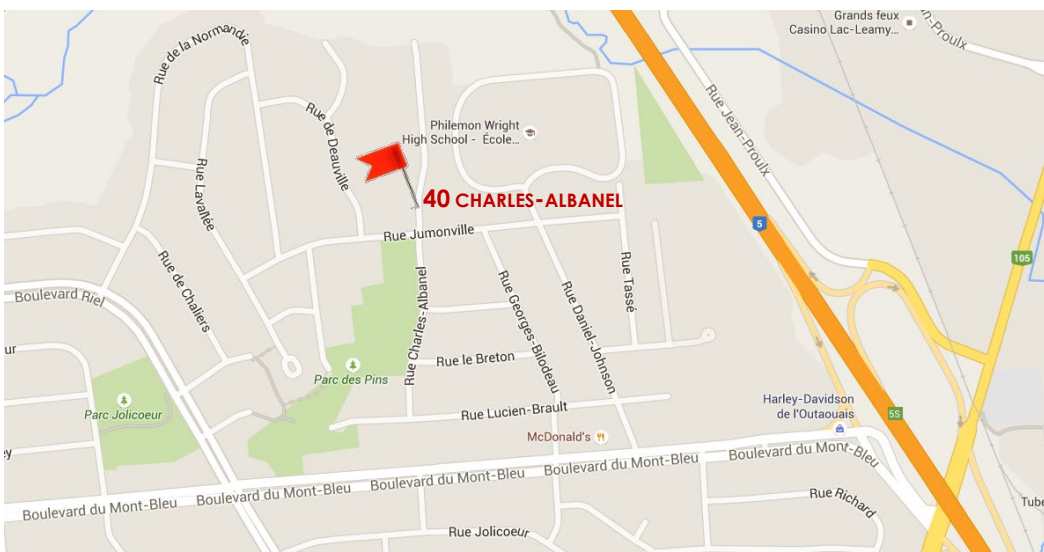 Grands feux
Casino Lac-Leamy...
-Proulx
Rue de la Normandie
Rue Jean-Proulx
Rue de Deauville
Philemon Wright
High School - École...
Rue Lavallée
40 CHARLES-ALBANEL
5
Rue Jumonville
105
Rue de Chaliers
Rue Tassé
Boulevard Riel
Rue Charles-Albanel
Rue Georges-Bilodeau
Rue Daniel-Johnson
ur
Rue le Breton
Parc des Pins
Harley-Davidson
de l'Outaouais
5S
Parc Jolicoeur
Rue Lucien-Brault
McDonald's
ey
Boulevard du Mont-Bleu
Boulevard du Mont-Bleu
Boulevard du Mont-Bleu
Boulevard du Mont-Bleu
Boulevard du Mont-Bleu
Rue Richard
Tube
Rue Jolicoeur